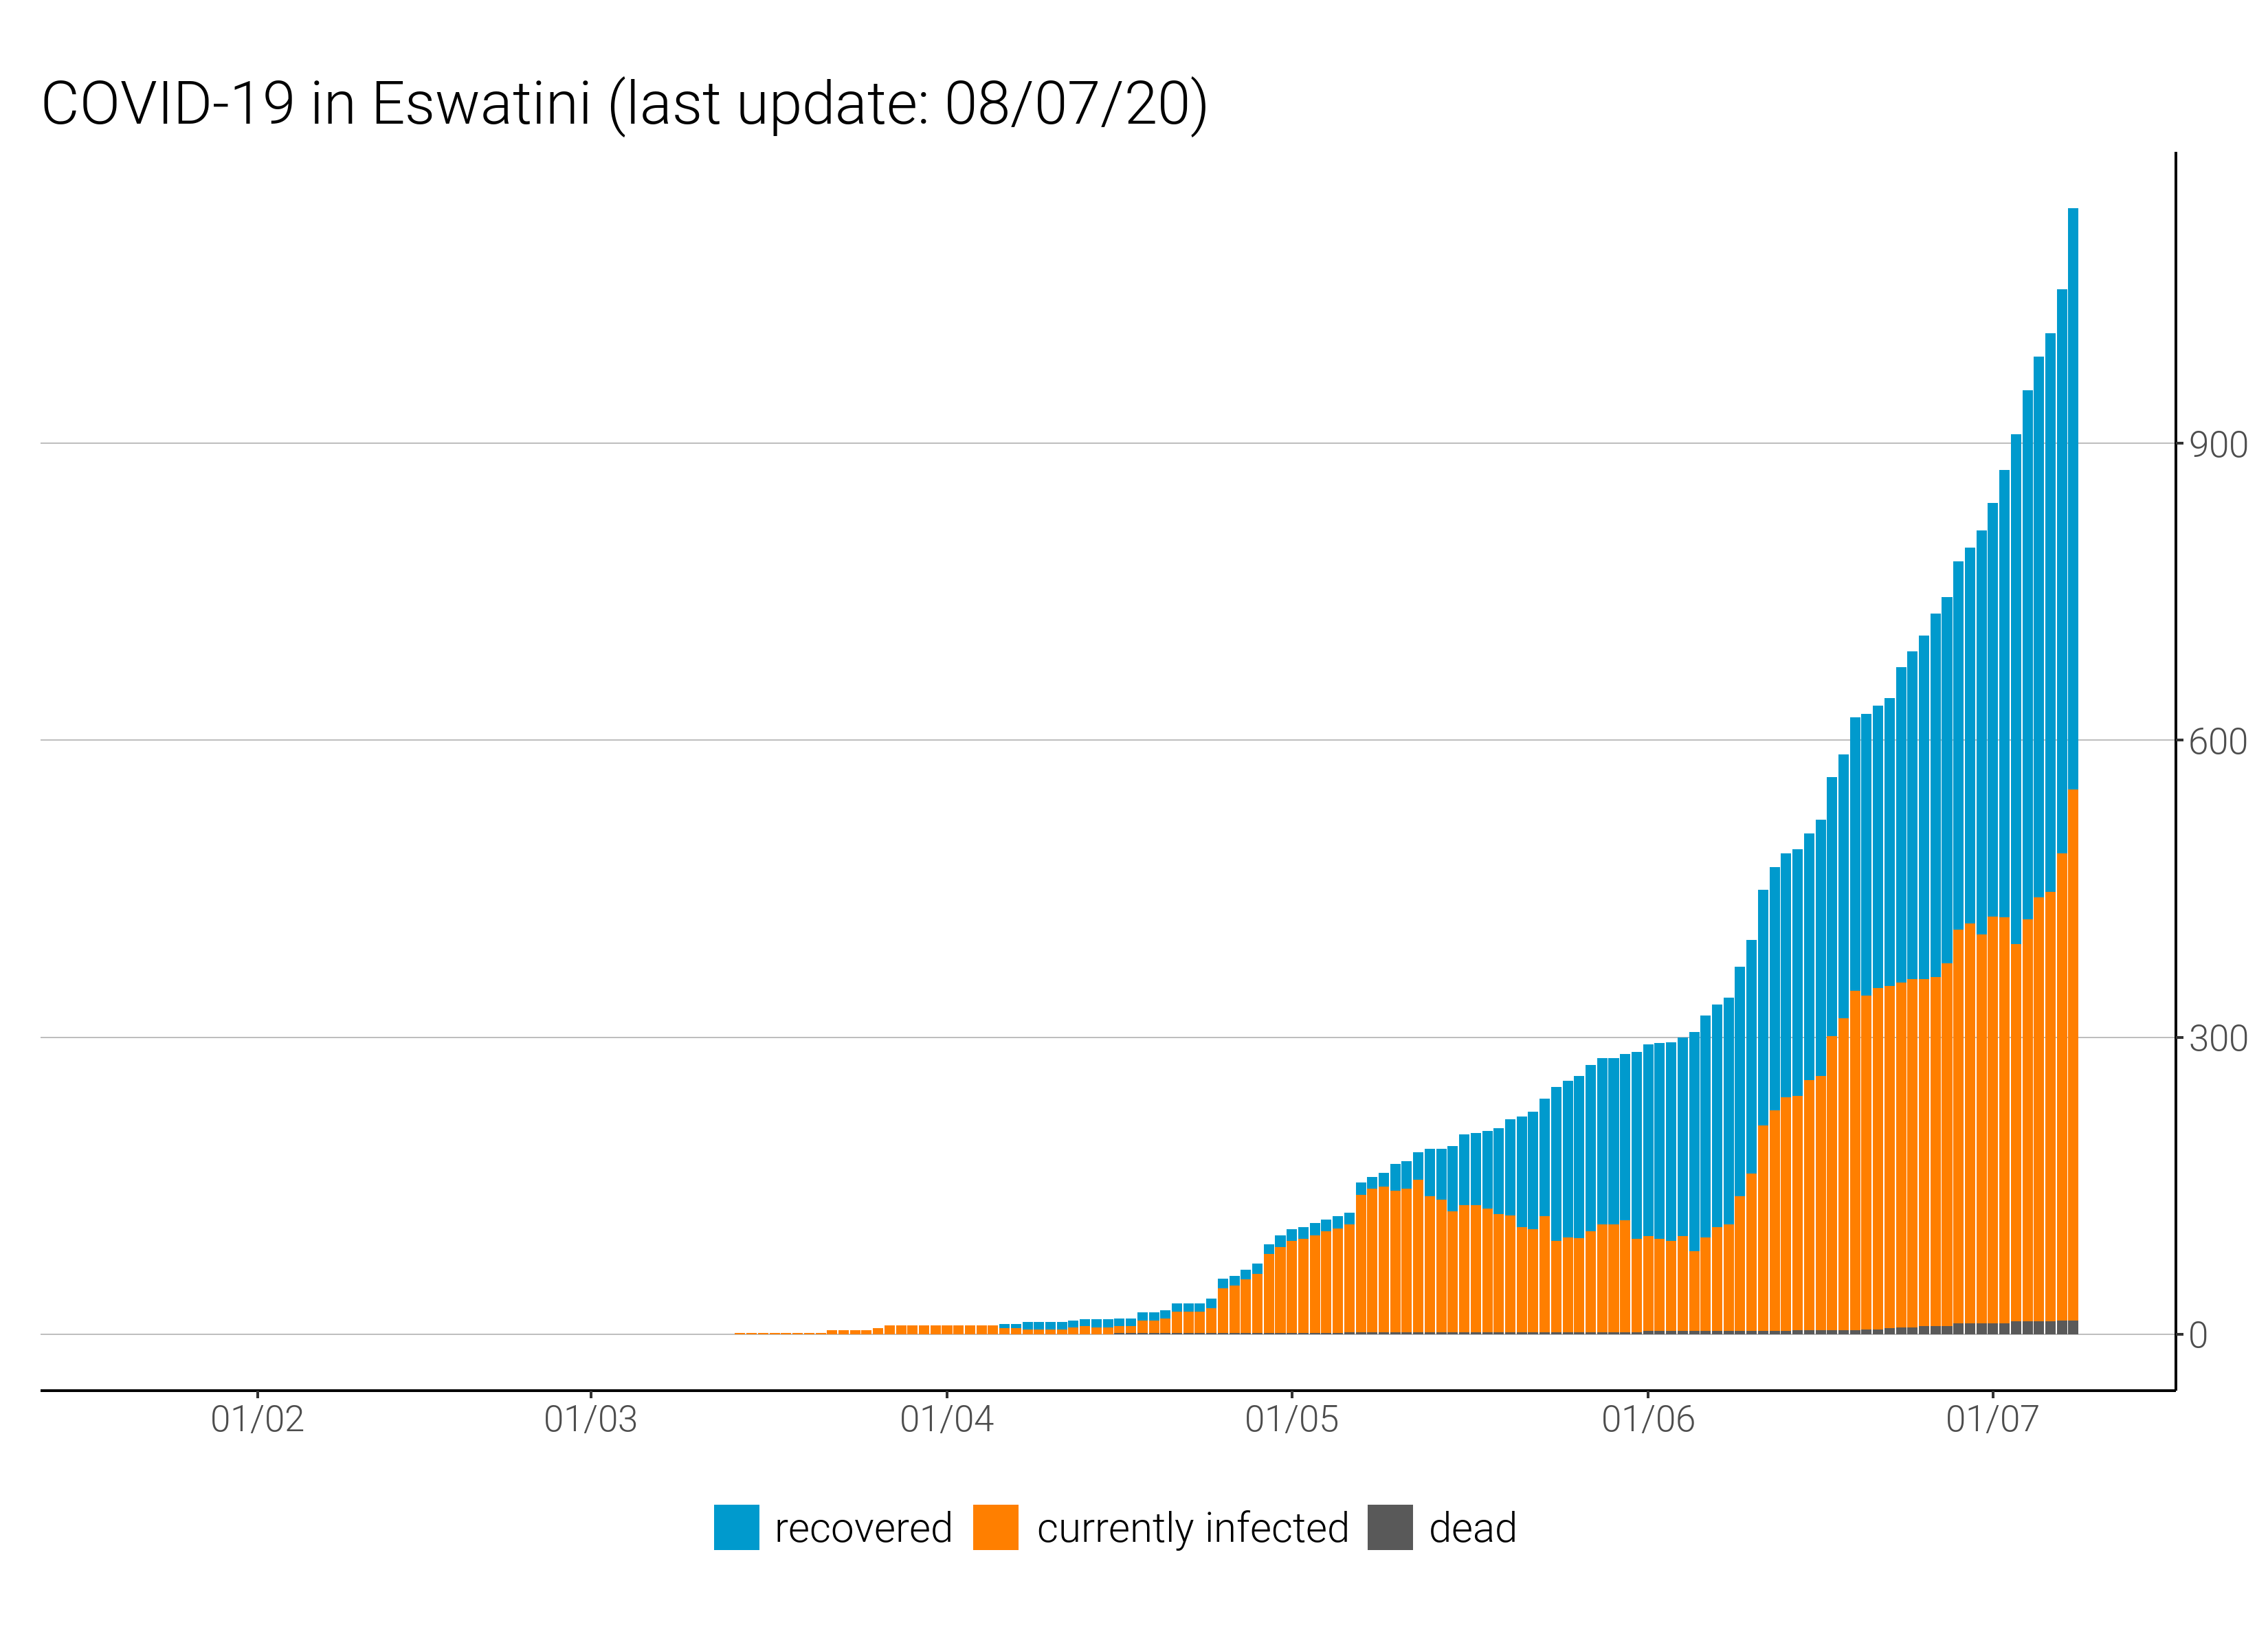 COVID-19 in Eswatini (last update: 08/07/20)
900
600
300
0
01/02 01/03 01/04 01/05 01/06 01/07
recovered currently infected dead